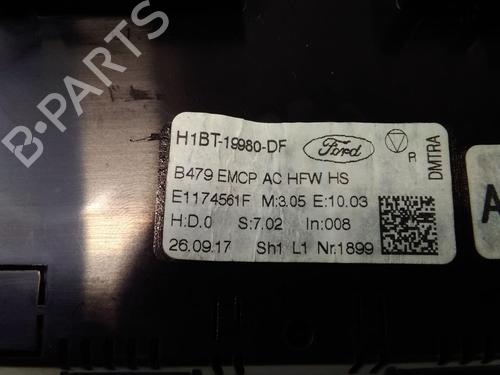 B-PARTS
H1BT-19980-DF
Ford
R
DMTRA
A
B479 EMCP AC HFW HS
E1174561F M:3.05 E:10.03
H:D.0 S:7.02 In:008
26.09.17 Sh1 L1 Nr.1899